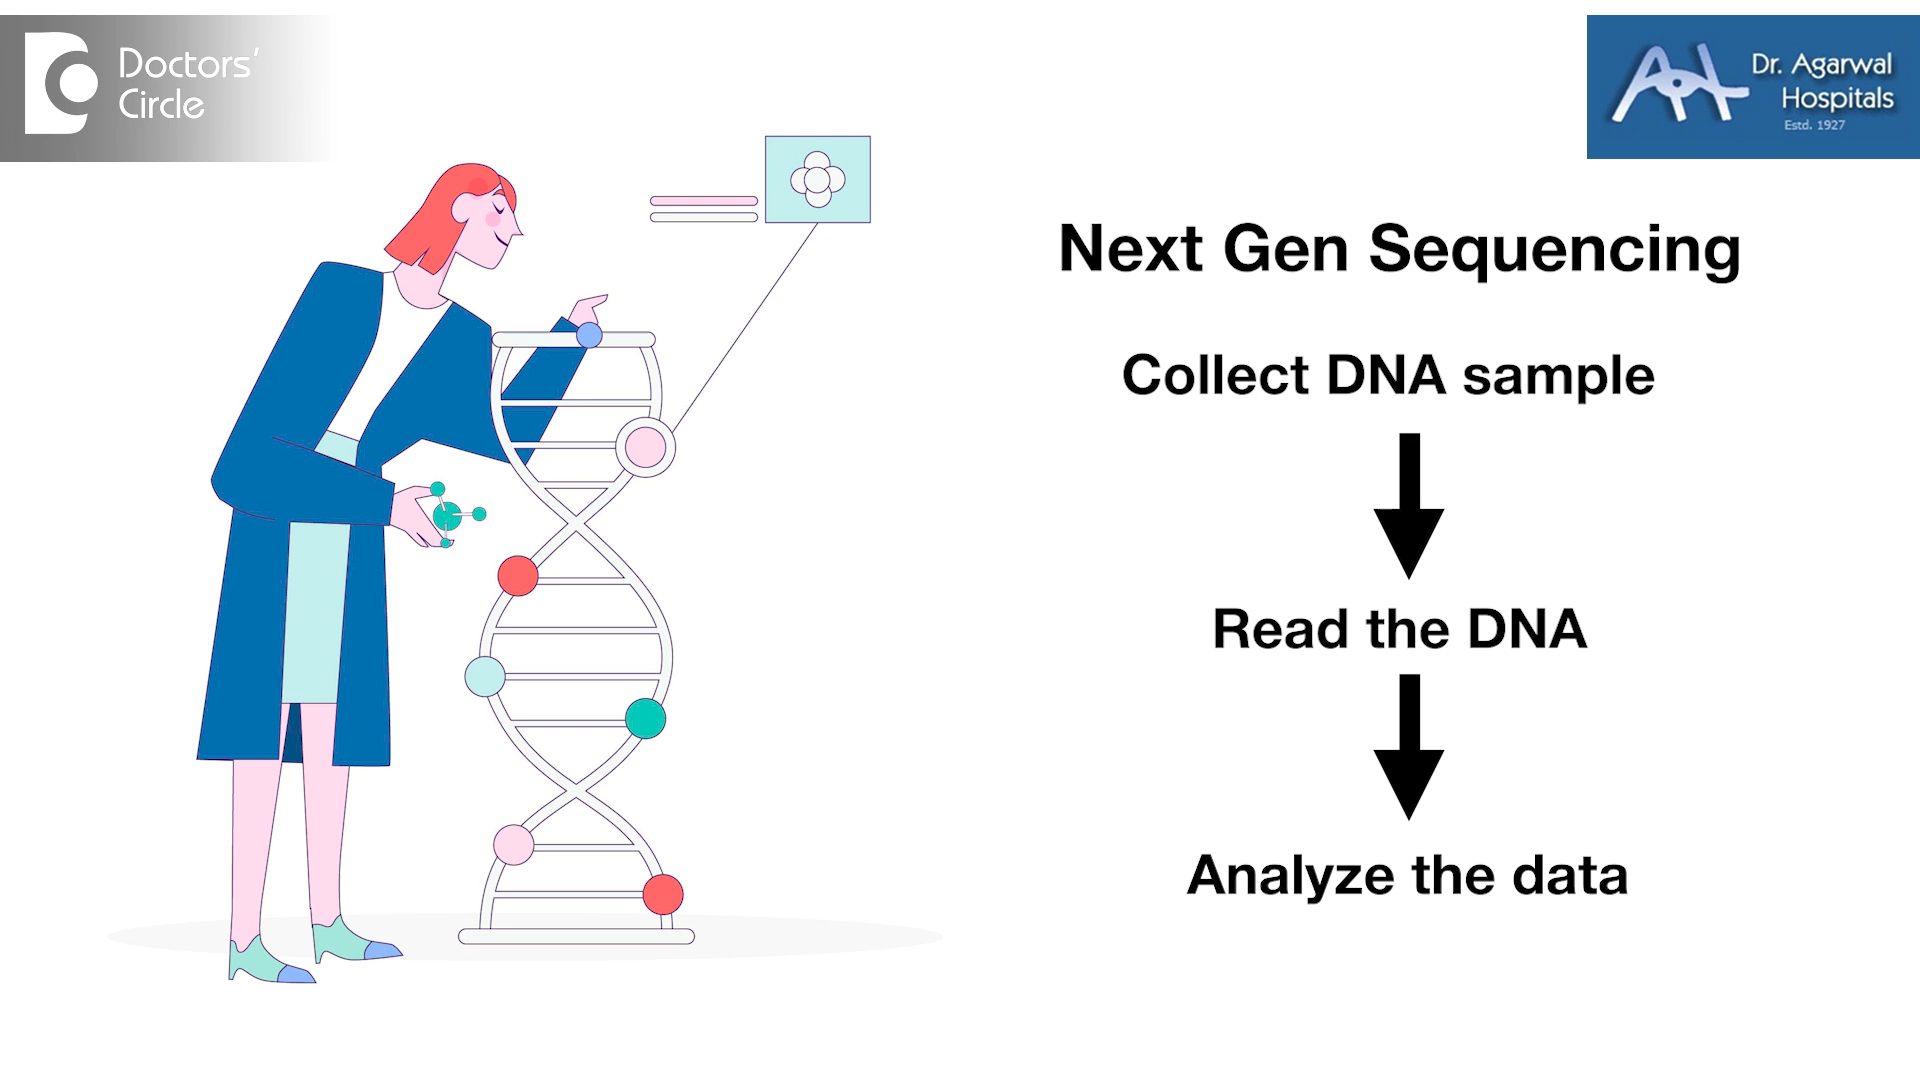 Doctors'
Circle
Dr. Agarwal
Hospitals
Estd. 1927
Next Gen Sequencing
Collect DNA sample
Read the DNA
Analyze the data